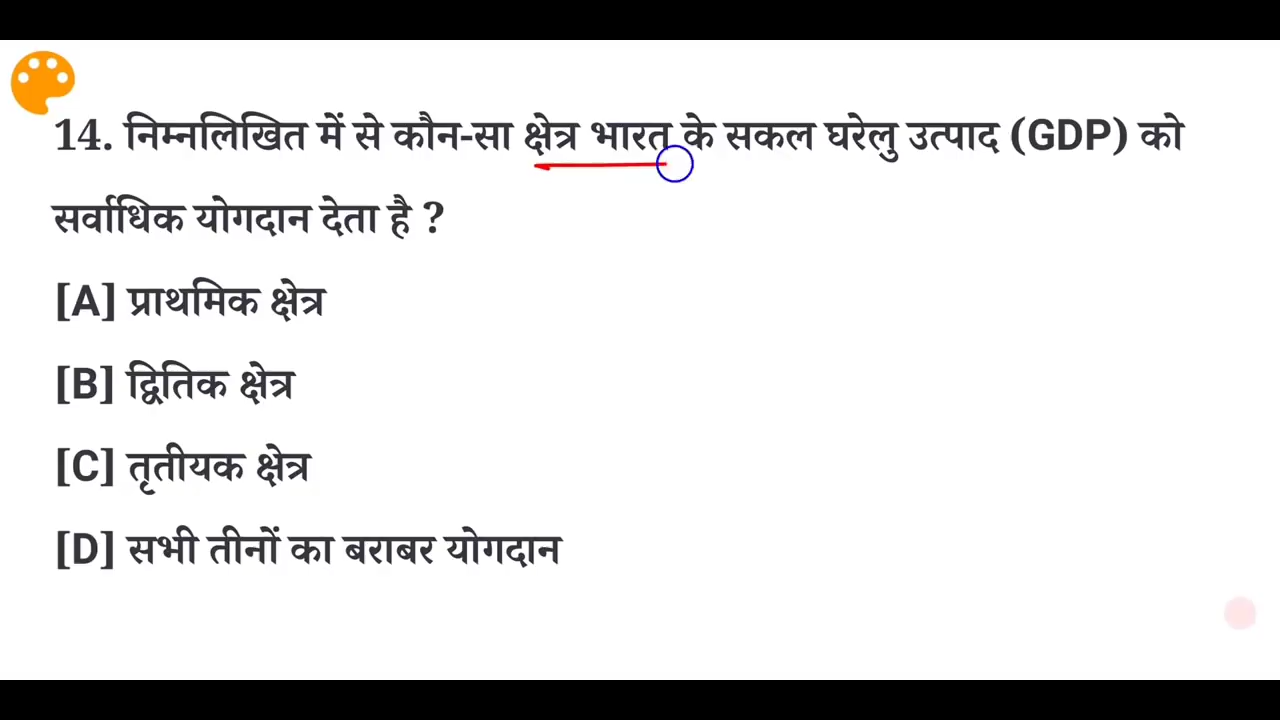 14. निम्नलिखित में से कौन-सा क्षेत्र भारत के सकल घरेलु उत्पाद (GDP) को
सर्वाधिक योगदान देता है ?
[A] प्राथमिक क्षेत्र
[B] द्वितिक क्षेत्र
[C] तृतीयक क्षेत्र
[D] सभी तीनों का बराबर योगदान